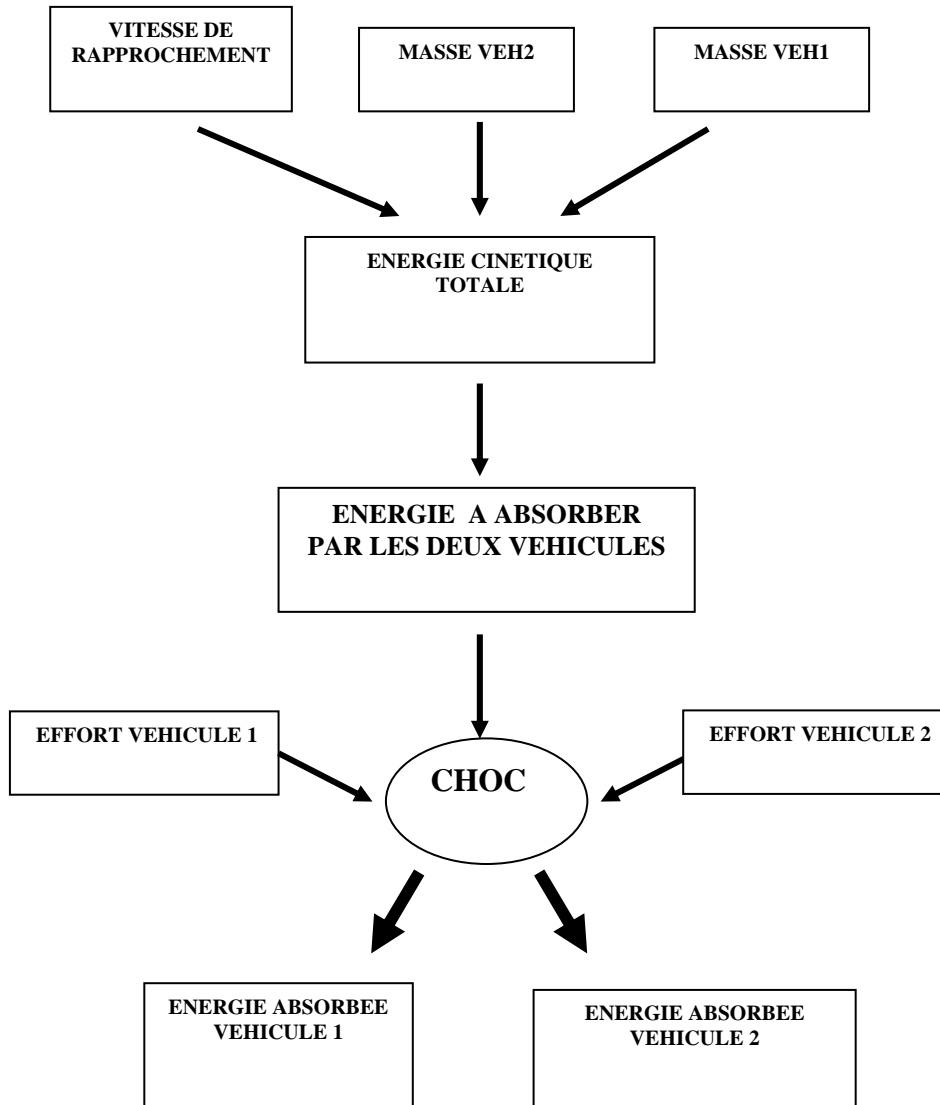 VITESSE DE
RAPPROCHEMENT
MASSE VEH2
MASSE VEH1
ENERGIE CINETIQUE
TOTALE
ENERGIE A ABSORBER
PAR LES DEUX VEHICULES
EFFORT VEHICULE 1
EFFORT VEHICULE 2
CHOC
ENERGIE ABSORBEE
VEHICULE 1
ENERGIE ABSORBEE
VEHICULE 2